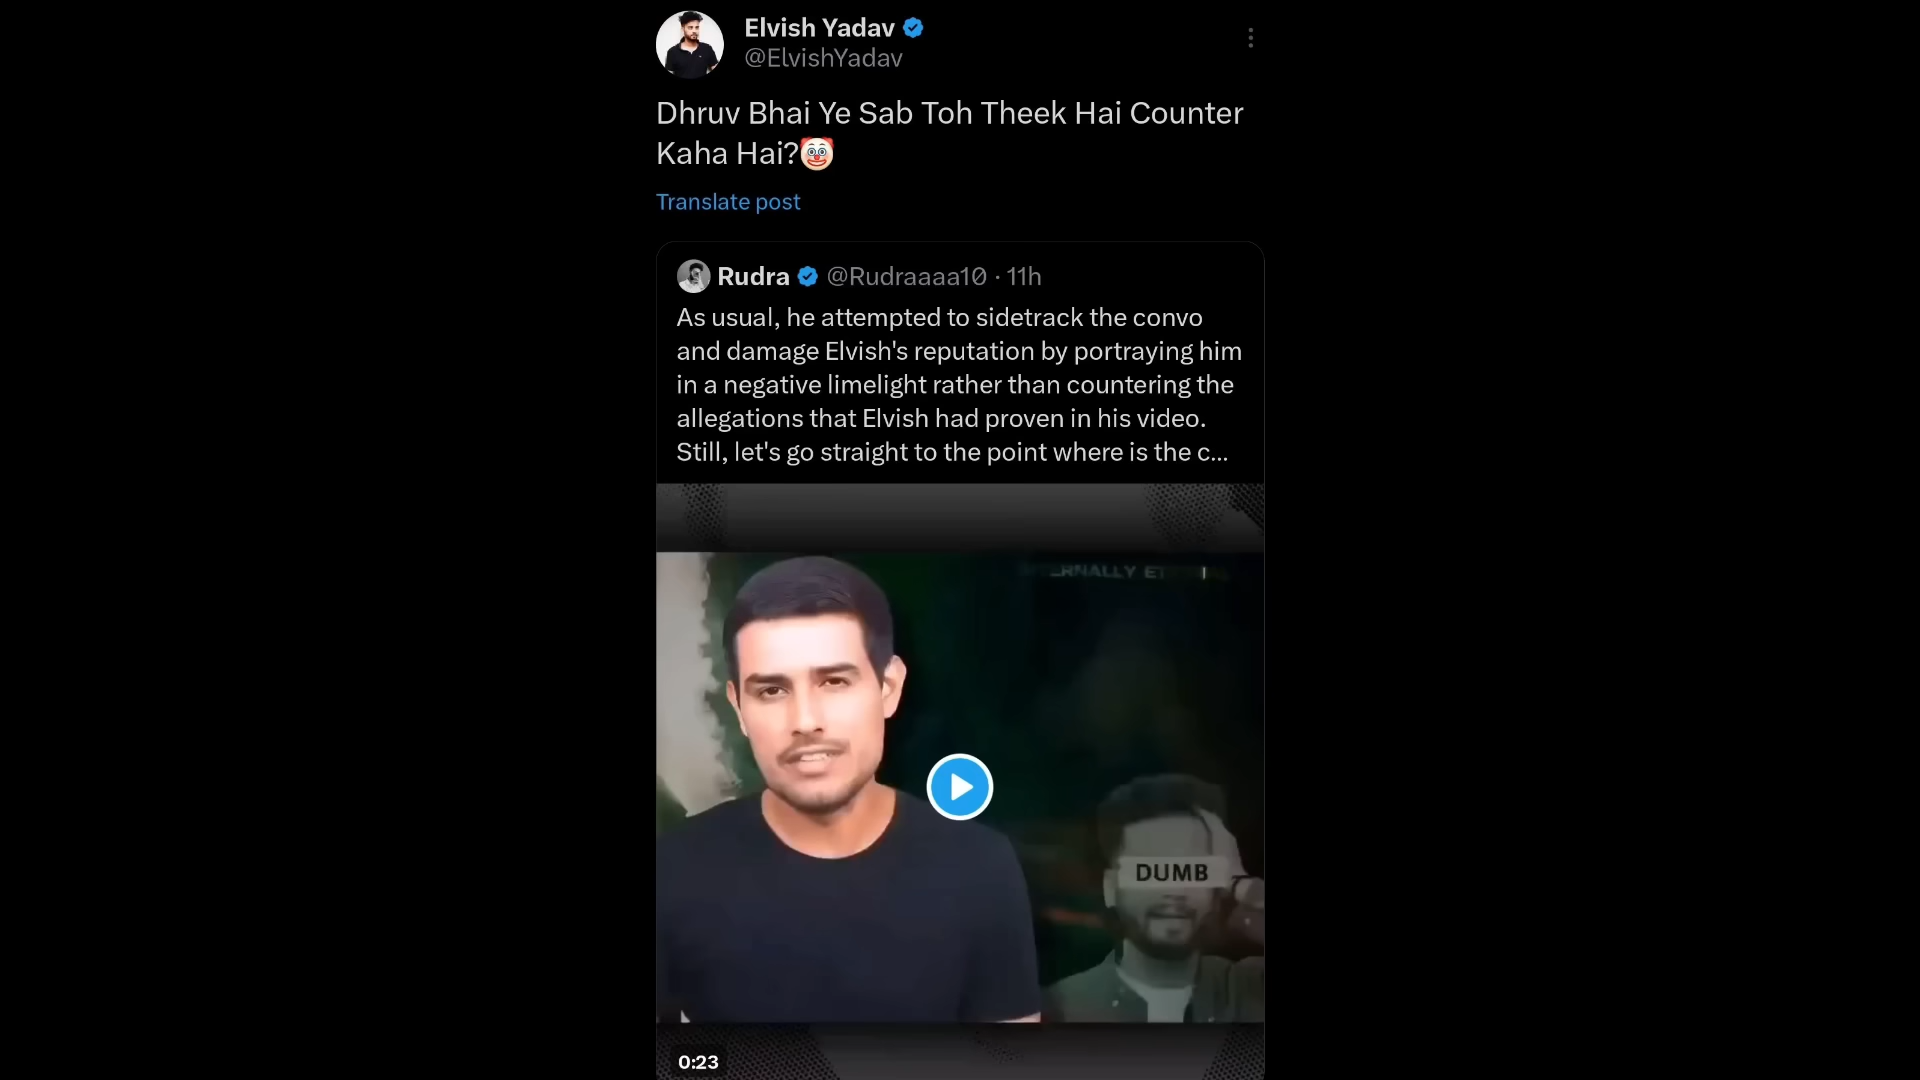 Elvish Yadav
@ElvishYadav
Dhruv Bhai Ye Sab Toh Theek Hai Counter
Kaha Hai?🤡
Translate post
Rudra @Rudraaaa10 · 11h
As usual, he attempted to sidetrack the convo
and damage Elvish's reputation by portraying him
in a negative limelight rather than countering the
allegations that Elvish had proven in his video.
Still, let's go straight to the point where is the c...
DUMB
0:23